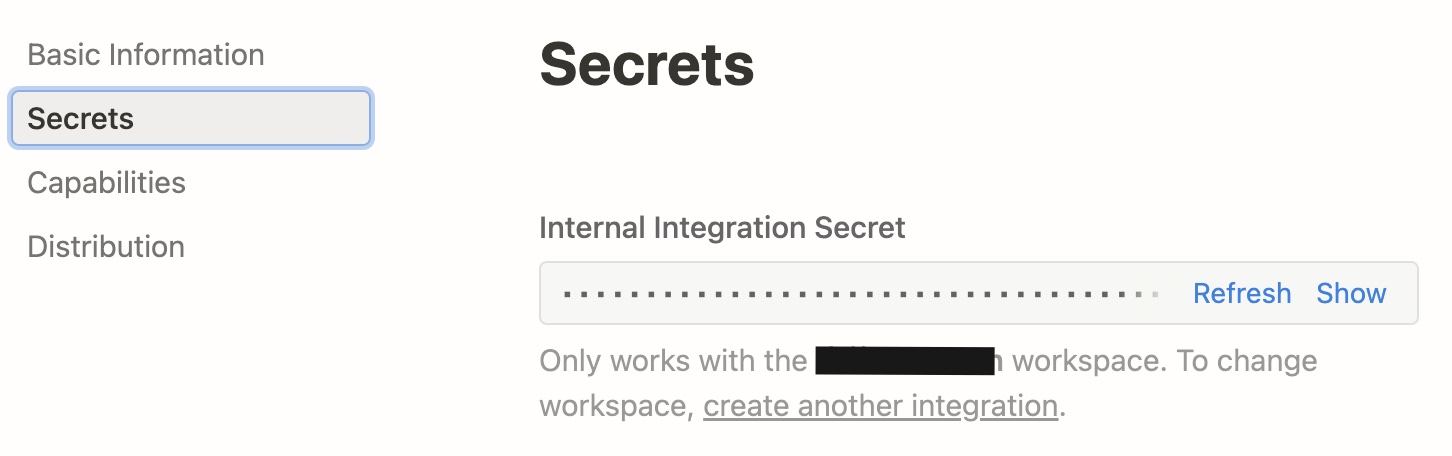 Basic Information
Secrets
Capabilities
Distribution
Secrets
Internal Integration Secret
Refresh Show
Only works with the workspace. To change
workspace, create another integration.